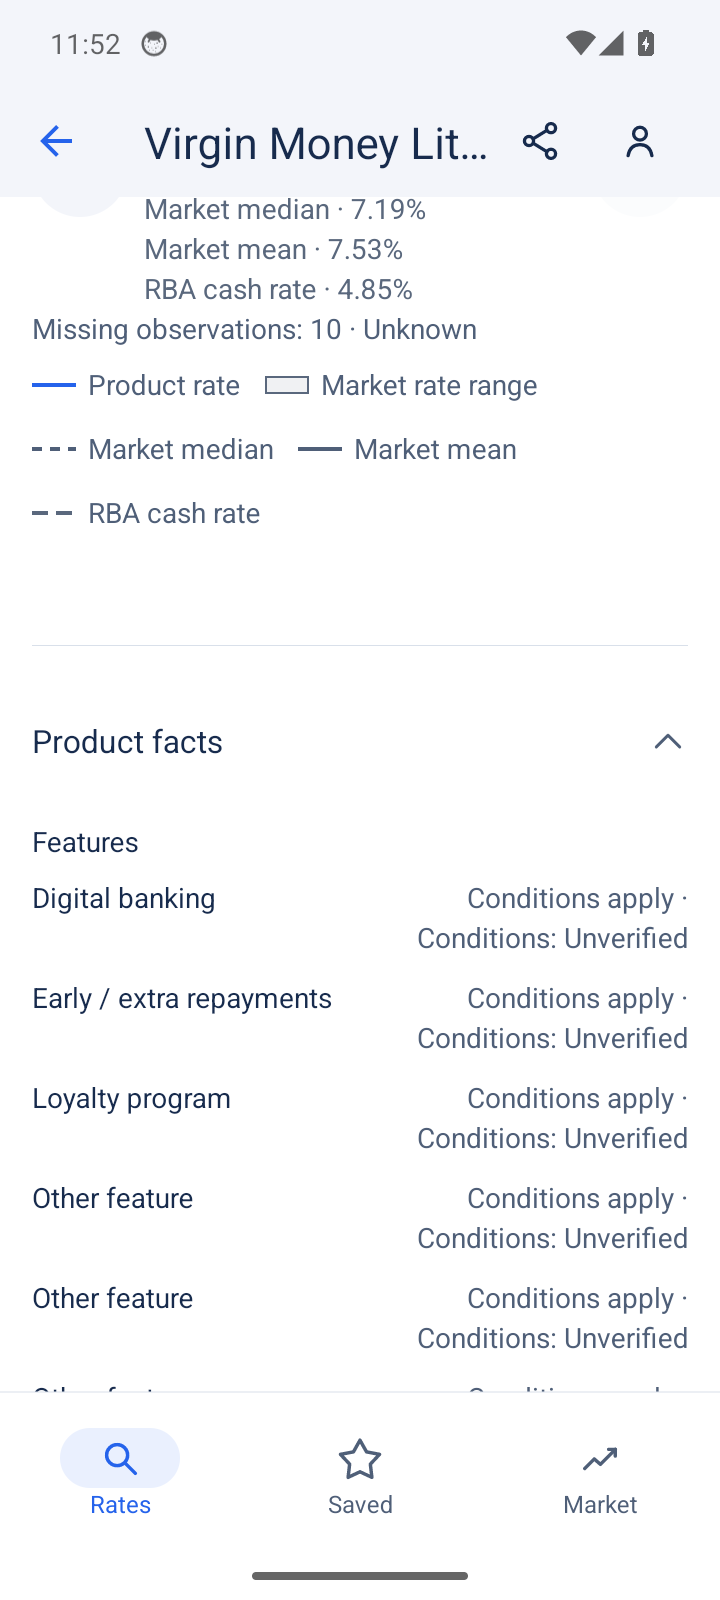 11:52
Virgin Money Lit...
Market median · 7.19%
Market mean · 7.53%
RBA cash rate · 4.85%
Missing observations: 10 · Unknown
Product rate Market rate range
Market median Market mean
RBA cash rate
Product facts
Features
Digital banking Conditions apply ·
Conditions: Unverified
Early / extra repayments Conditions apply ·
Conditions: Unverified
Loyalty program Conditions apply ·
Conditions: Unverified
Other feature Conditions apply ·
Conditions: Unverified
Other feature Conditions apply ·
Conditions: Unverified
Rates Saved Market